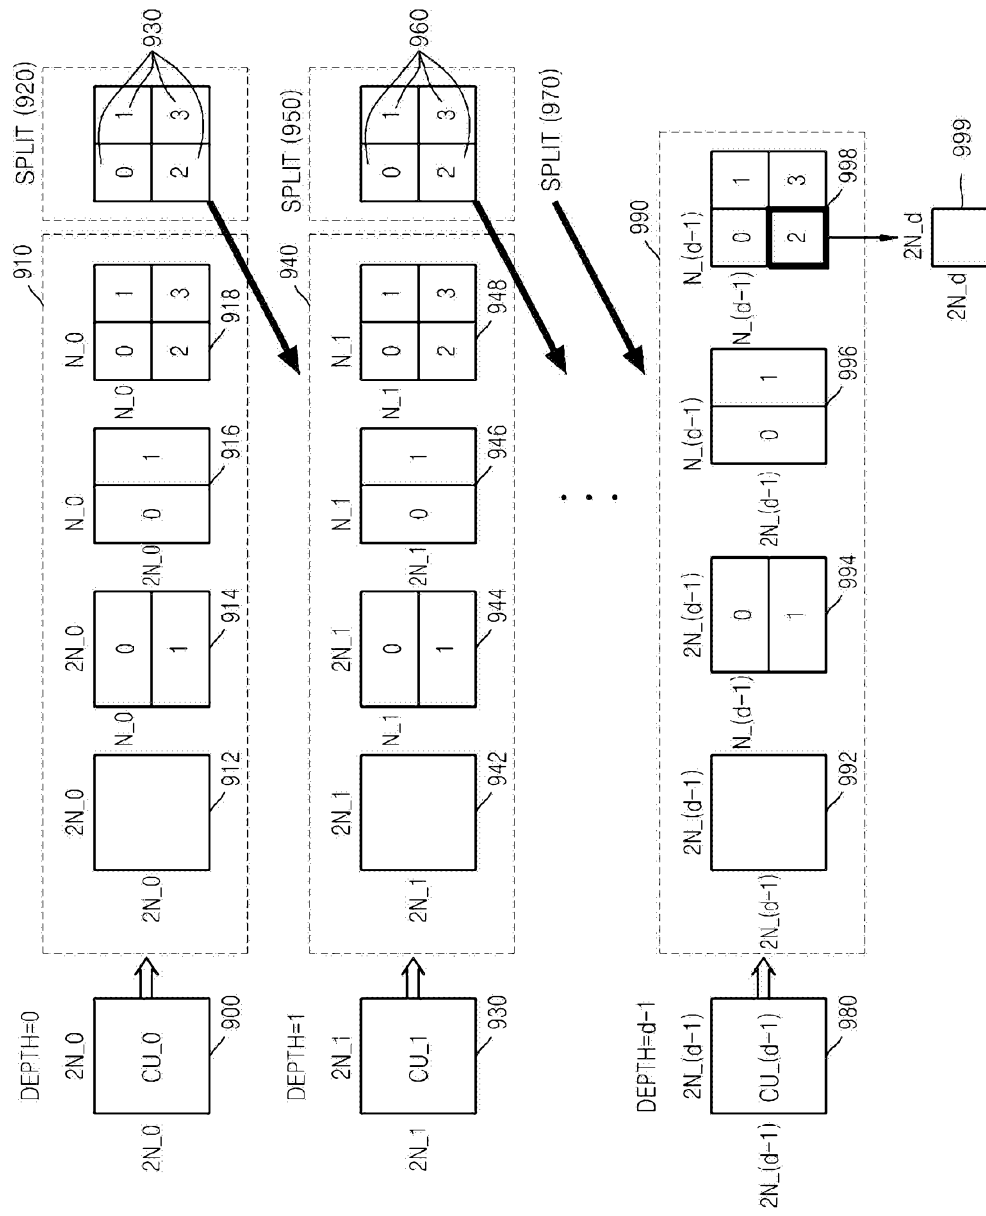 DEPTH=0
910
SPLIT (920)
2N_0
2N_0
2N_0
N_0
N_0
930
2N_0
CU_0
2N_0
N_0
0
1
2N_0
0
1
N_0
0
1
2
3
0
1
2
3
900
912
914
916
918
DEPTH=1
940
SPLIT (950)
2N_1
2N_1
2N_1
N_1
N_1
960
2N_1
CU_1
2N_1
N_1
0
1
2N_1
0
1
N_1
0
1
2
3
0
1
2
3
930
942
944
946
948
SPLIT (970)
DEPTH=d-1
990
2N_(d-1)
2N_(d-1)
2N_(d-1)
N_(d-1)
N_(d-1)
2N_(d-1)
CU_(d-1)
2N_(d-1)
N_(d-1)
0
1
2N_(d-1)
0
1
N_(d-1)
0
1
2
3
980
992
994
996
998
2N_d
2N_d
999